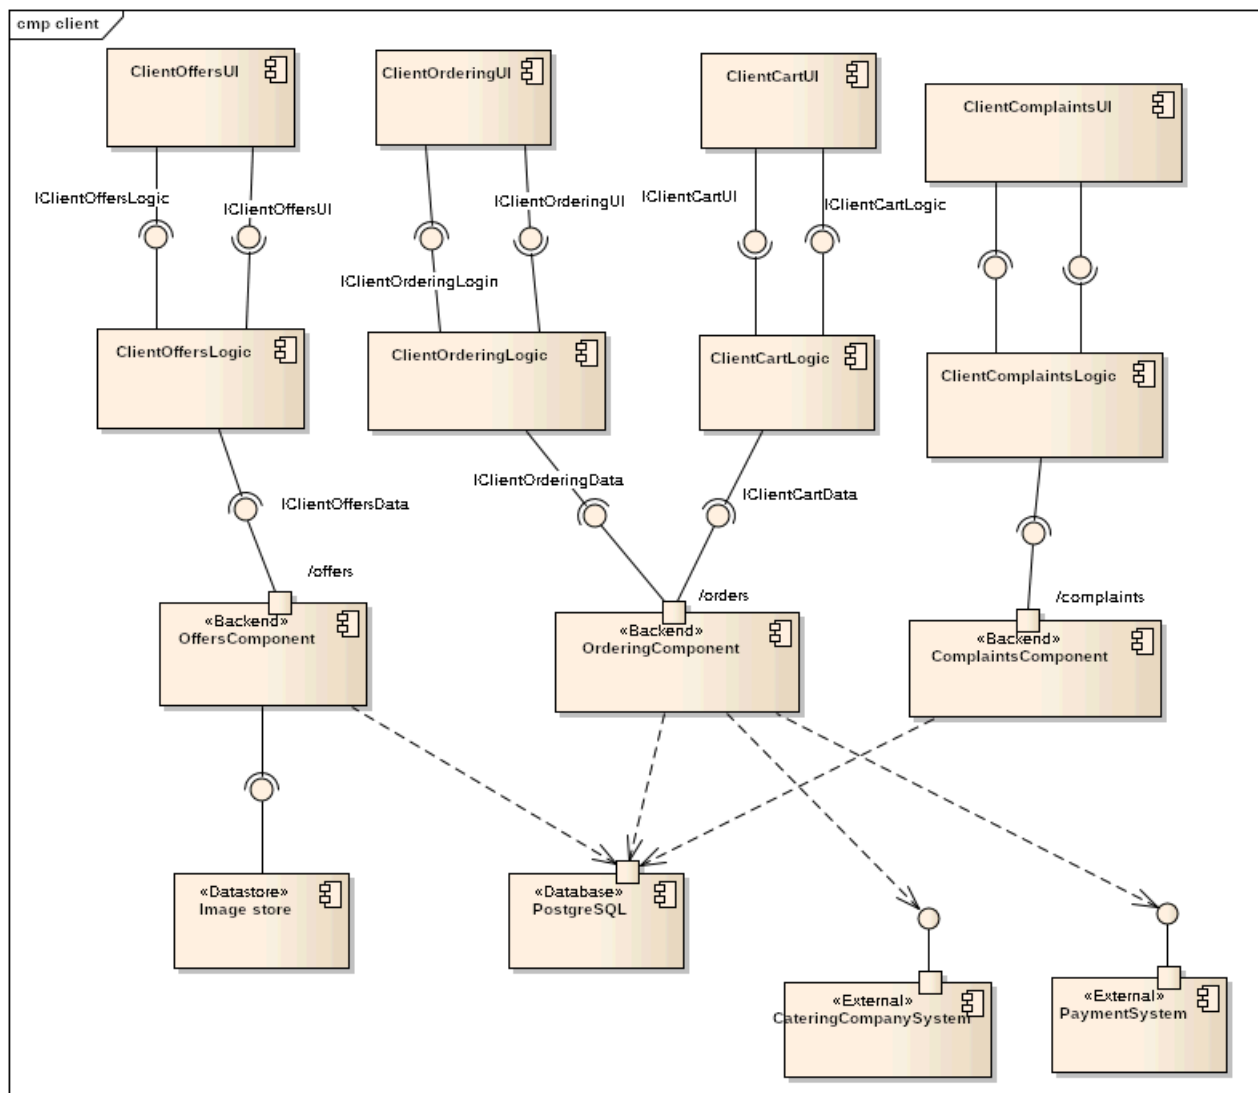 cmp client
ClientOffersUI
ClientOrderingUI
ClientCartUI
ClientComplaintsUI
IClientOffersLogic
IClientOffersUI
IClientOrderingUI
IClientCartUI
IClientCartLogic
IClientOrderingLogin
ClientOffersLogic
ClientOrderingLogic
ClientCartLogic
ClientComplaintsLogic
IClientOffersData
IClientOrderingData
IClientCartData
/offers
/orders
/complaints
«Backend»
OffersComponent
«Backend»
OrderingComponent
«Backend»
ComplaintsComponent
«Datastore»
Image store
«Database»
PostgreSQL
«External»
CateringCompanySystem
«External»
PaymentSystem